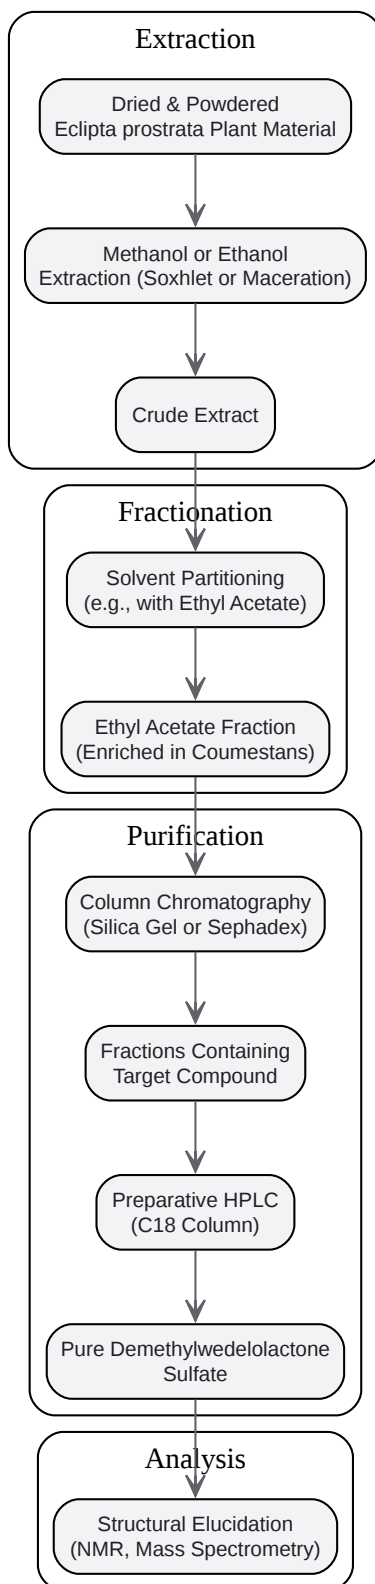 Extraction
Dried & Powdered
Eclipta prostrata Plant Material
Methanol or Ethanol
Extraction (Soxhlet or Maceration)
Crude Extract
Fractionation
Solvent Partitioning
(e.g., with Ethyl Acetate)
Ethyl Acetate Fraction
(Enriched in Coumestans)
Purification
Column Chromatography
(Silica Gel or Sephadex)
Fractions Containing
Target Compound
Preparative HPLC
(C18 Column)
Pure Demethylwedelolactone
Sulfate
Analysis
Structural Elucidation
(NMR, Mass Spectrometry)